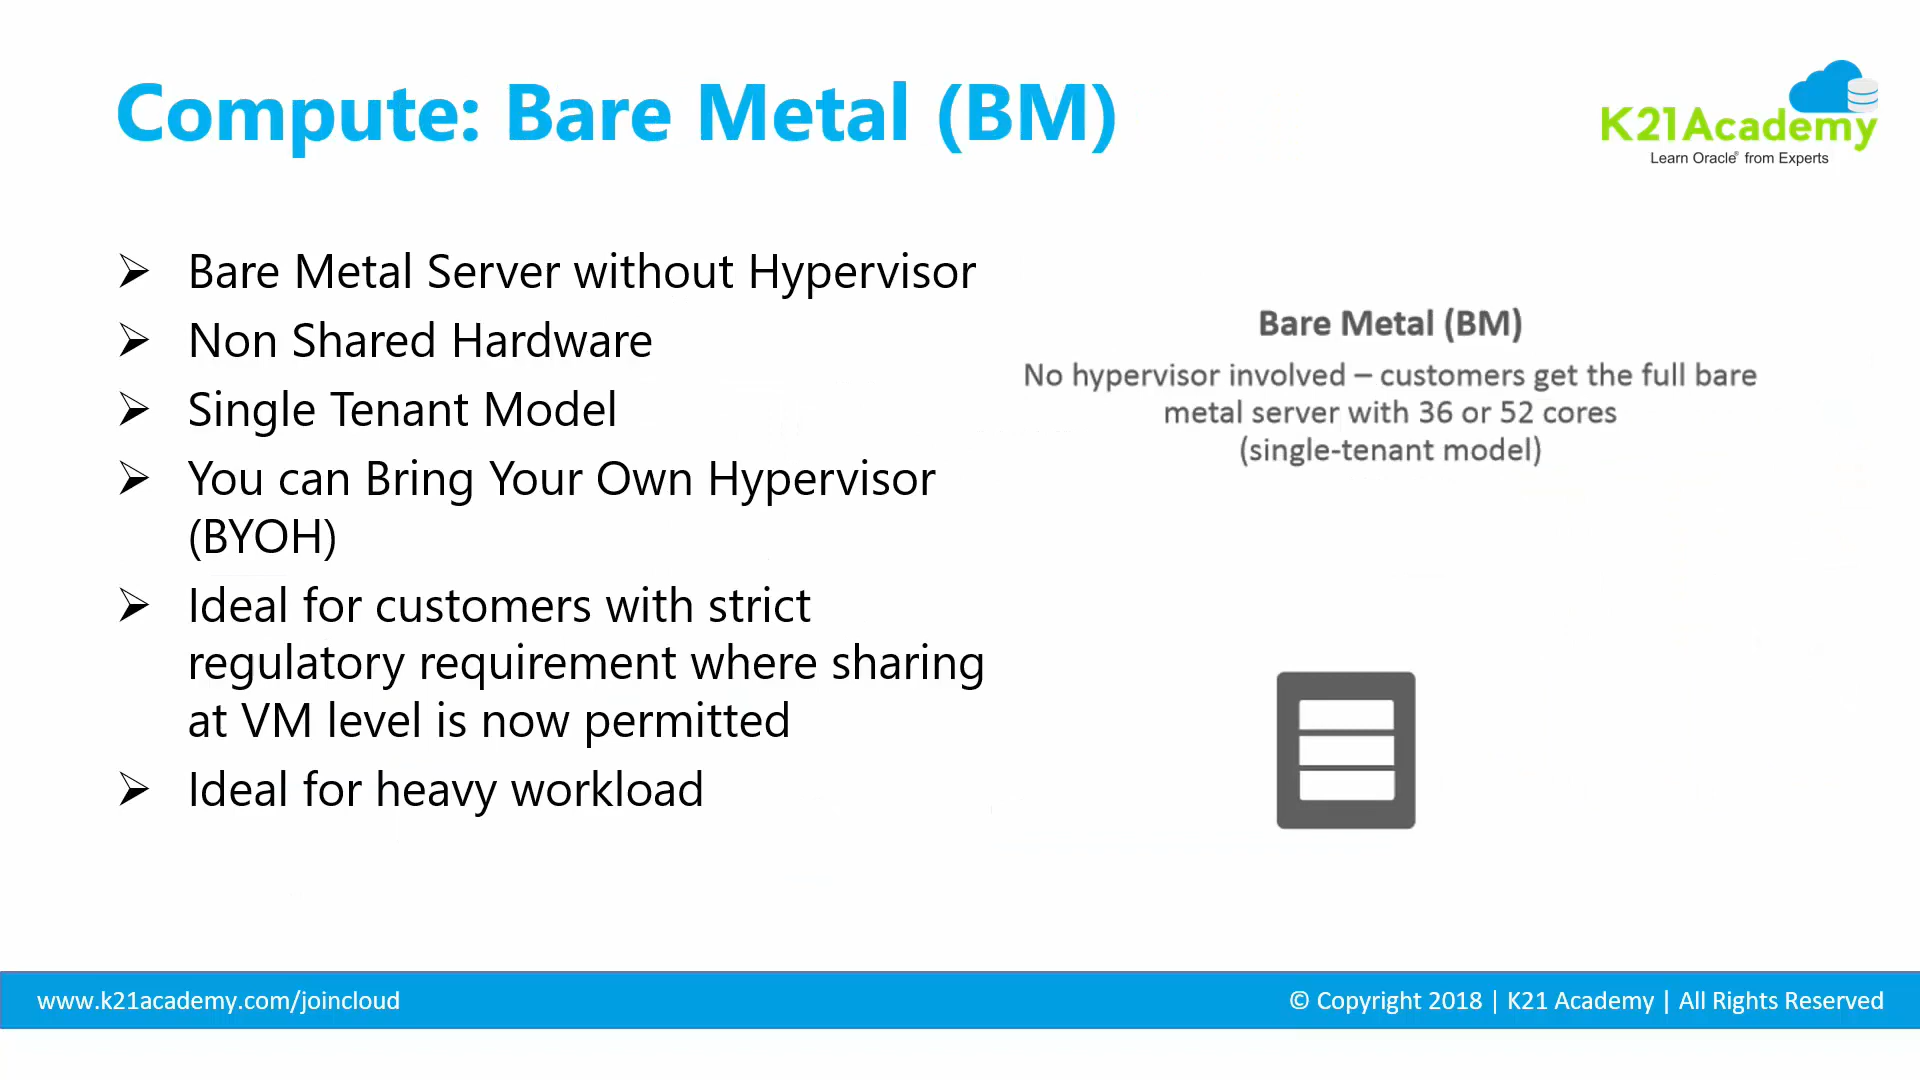 Compute: Bare Metal (BM)
K21Academy
Learn Oracle® from Experts
Bare Metal Server without Hypervisor
Non Shared Hardware
Single Tenant Model
You can Bring Your Own Hypervisor
(BYOH)
Ideal for customers with strict
regulatory requirement where sharing
at VM level is now permitted
Ideal for heavy workload
Bare Metal (BM)
No hypervisor involved – customers get the full bare
metal server with 36 or 52 cores
(single-tenant model)
www.k21academy.com/joincloud
© Copyright 2018 | K21 Academy | All Rights Reserved